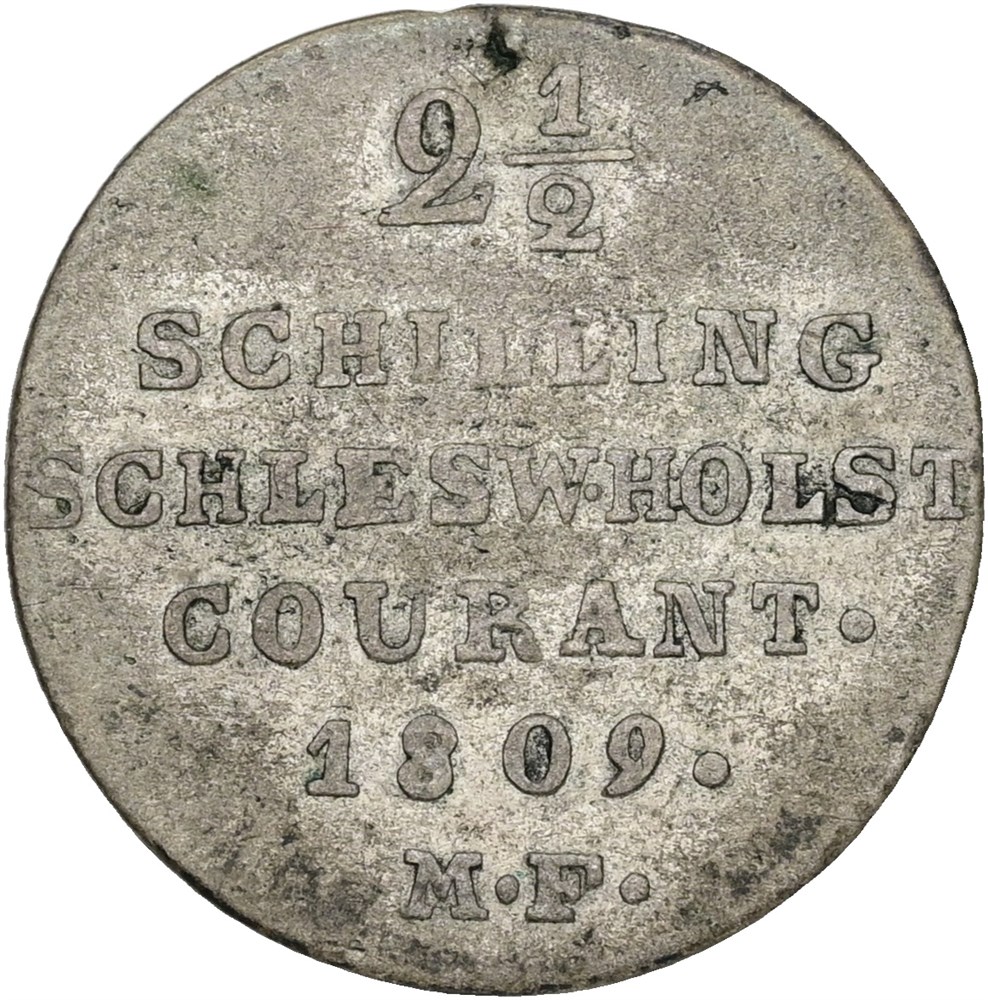 2 1/2
SCHILLING
SCHLESW·HOLST
COURANT·
1809·
M·F·